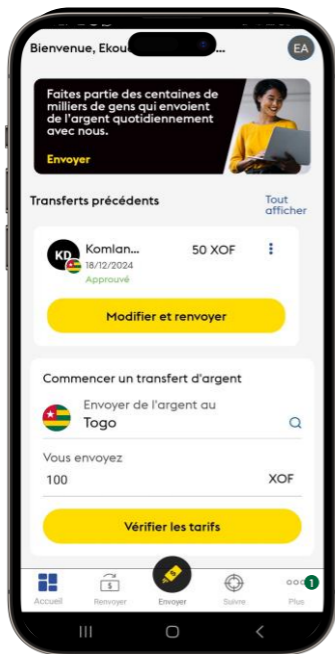 Bienvenue, Ekou ...
EA
Faites partie des centaines de
milliers de gens qui envoient
de l'argent quotidiennement
avec nous.
Envoyer
Transferts précédents
Tout
afficher
KD
Komlan...
50 XOF
18/12/2024
Approuvé
Modifier et renvoyer
Commencer un transfert d'argent
Envoyer de l'argent au
Togo
Vous envoyez
100
XOF
Vérifier les tarifs
Accueil
Renvoyer
Envoyer
Suivre
Plus
1